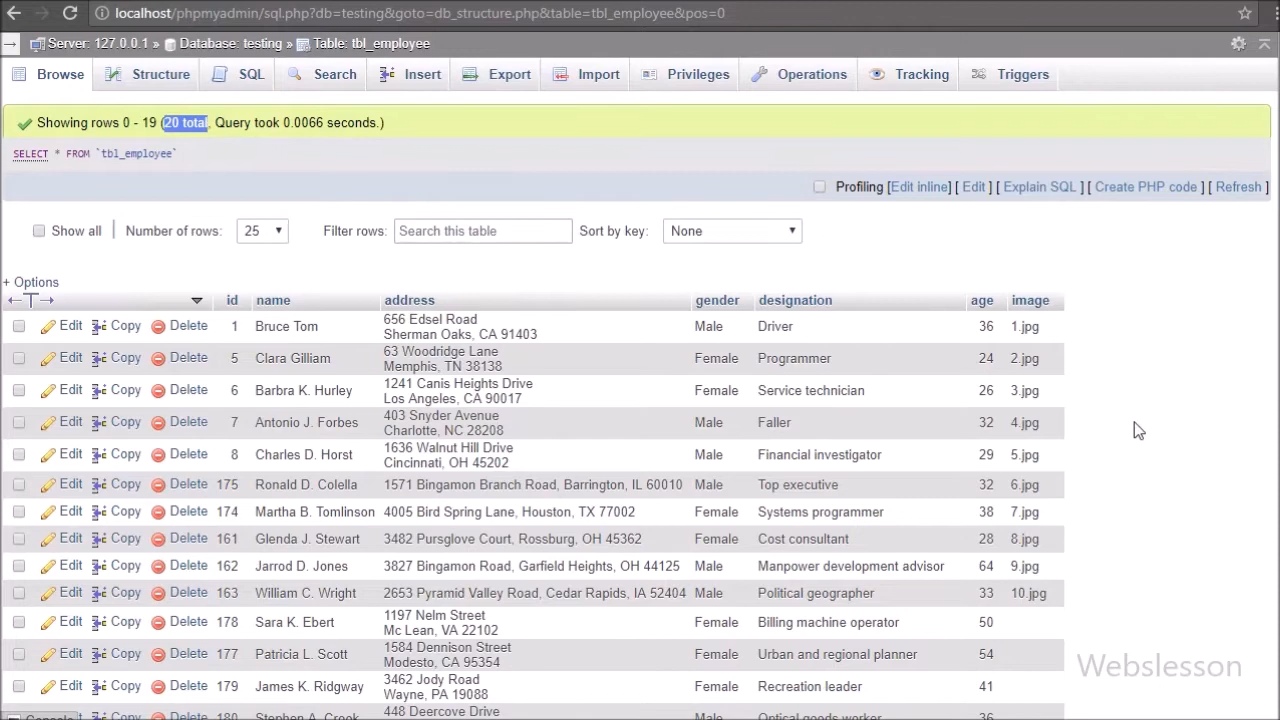 localhost/phpmyadmin/sql.php?db=testing&goto=db_structure.php&table=tbl_employee&pos=0
Server: 127.0.0.1 » Database: testing » Table: tbl_employee
Browse Structure SQL Search Insert Export Import Privileges Operations Tracking Triggers
Showing rows 0 - 19 (20 total, Query took 0.0066 seconds.)
SELECT * FROM `tbl_employee`
Profiling [Edit inline] [ Edit ] [ Explain SQL ] [ Create PHP code ] [ Refresh ]
Show all | Number of rows: 25 Filter rows: Search this table Sort by key: None
+ Options
id name address gender designation age image
Edit Copy Delete 1 Bruce Tom 656 Edsel Road Male Driver 36 1.jpg
Sherman Oaks, CA 91403
Edit Copy Delete 5 Clara Gilliam 63 Woodridge Lane Female Programmer 24 2.jpg
Memphis, TN 38138
Edit Copy Delete 6 Barbra K. Hurley 1241 Canis Heights Drive Female Service technician 26 3.jpg
Los Angeles, CA 90017
Edit Copy Delete 7 Antonio J. Forbes 403 Snyder Avenue Male Faller 32 4.jpg
Charlotte, NC 28208
Edit Copy Delete 8 Charles D. Horst 1636 Walnut Hill Drive Male Financial investigator 29 5.jpg
Cincinnati, OH 45202
Edit Copy Delete 175 Ronald D. Colella 1571 Bingamon Branch Road, Barrington, IL 60010 Male Top executive 32 6.jpg
Edit Copy Delete 174 Martha B. Tomlinson 4005 Bird Spring Lane, Houston, TX 77002 Female Systems programmer 38 7.jpg
Edit Copy Delete 161 Glenda J. Stewart 3482 Pursglove Court, Rossburg, OH 45362 Female Cost consultant 28 8.jpg
Edit Copy Delete 162 Jarrod D. Jones 3827 Bingamon Road, Garfield Heights, OH 44125 Male Manpower development advisor 64 9.jpg
Edit Copy Delete 163 William C. Wright 2653 Pyramid Valley Road, Cedar Rapids, IA 52404 Male Political geographer 33 10.jpg
Edit Copy Delete 178 Sara K. Ebert 1197 Nelm Street Female Billing machine operator 50
Mc Lean, VA 22102
Edit Copy Delete 177 Patricia L. Scott 1584 Dennison Street Female Urban and regional planner 54
Modesto, CA 95354
Edit Copy Delete 179 James K. Ridgway 3462 Jody Road Female Recreation leader 41
Wayne, PA 19088
Edit Copy Delete 180 Stephen A. Crook 448 Deercove Drive Male Optical goods worker 36
Console
Webslesson